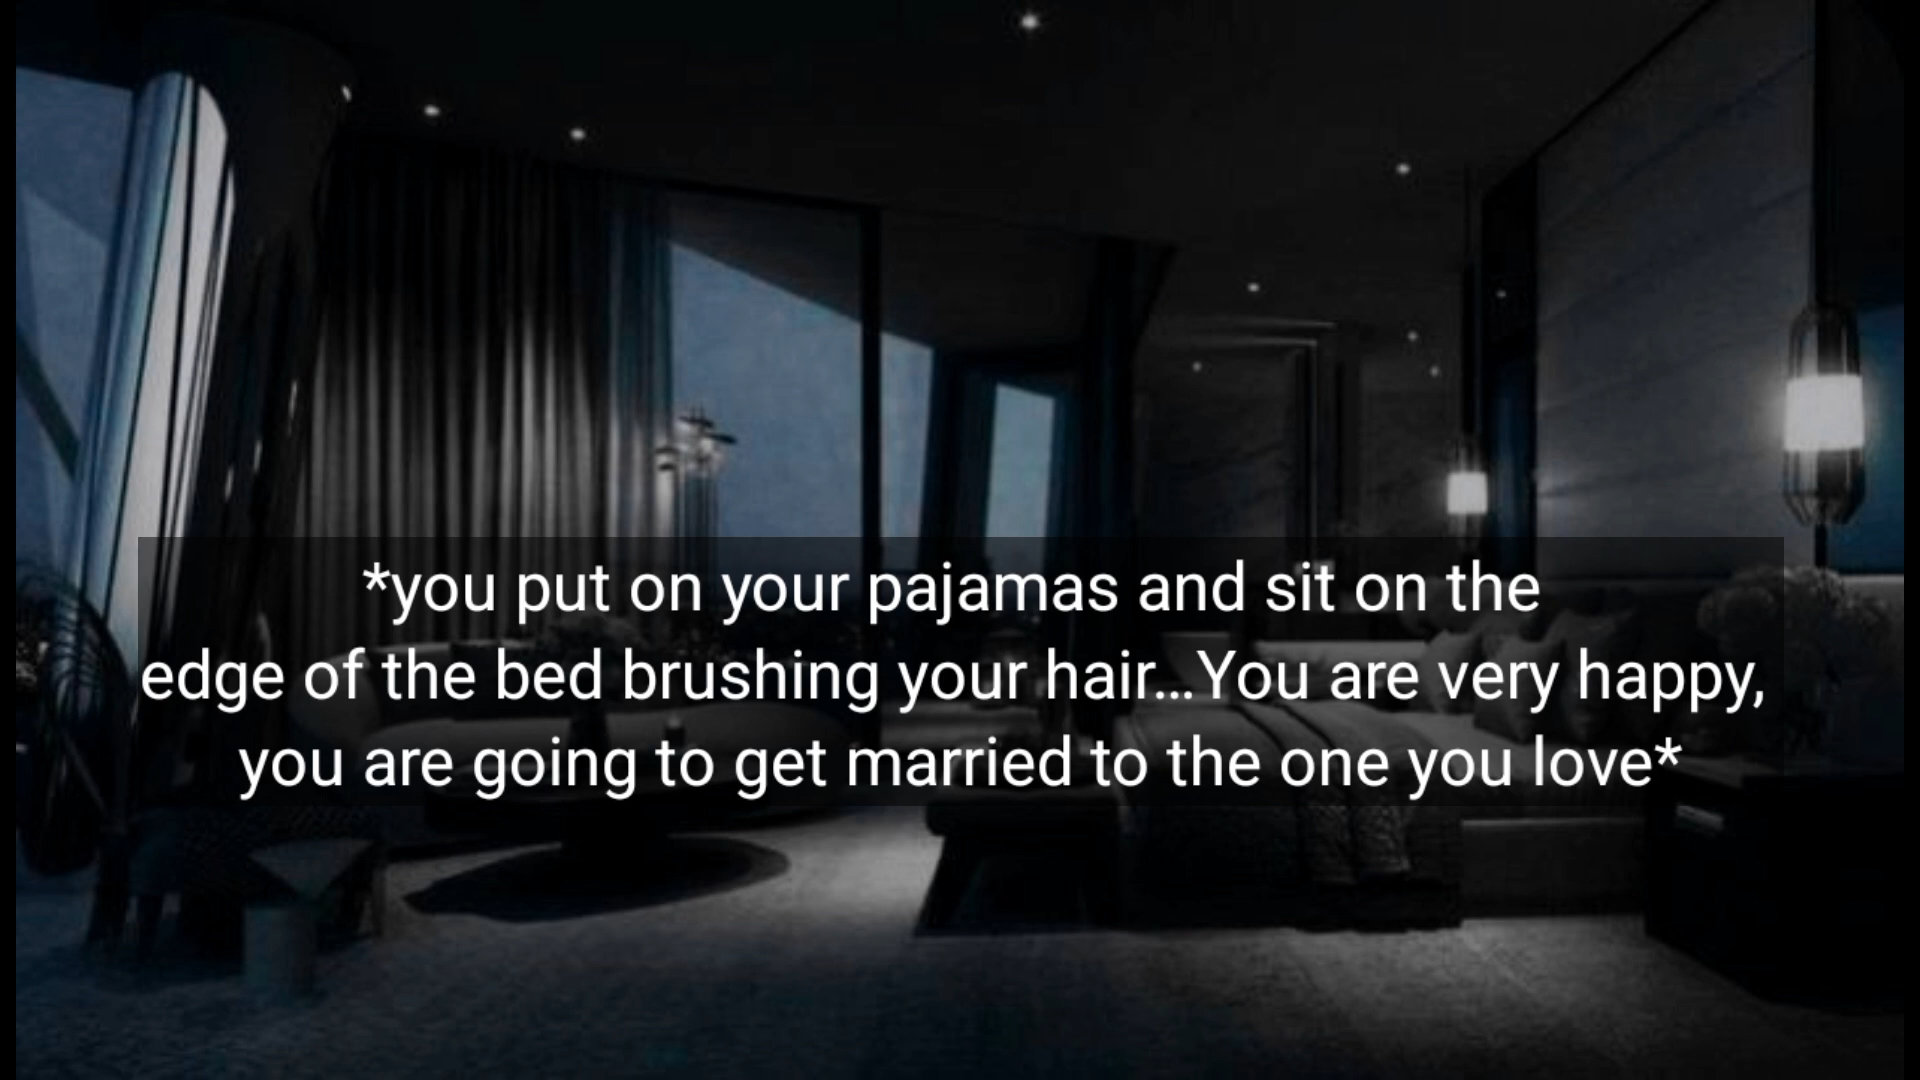 *you put on your pajamas and sit on the
edge of the bed brushing your hair...You are very happy,
you are going to get married to the one you love*